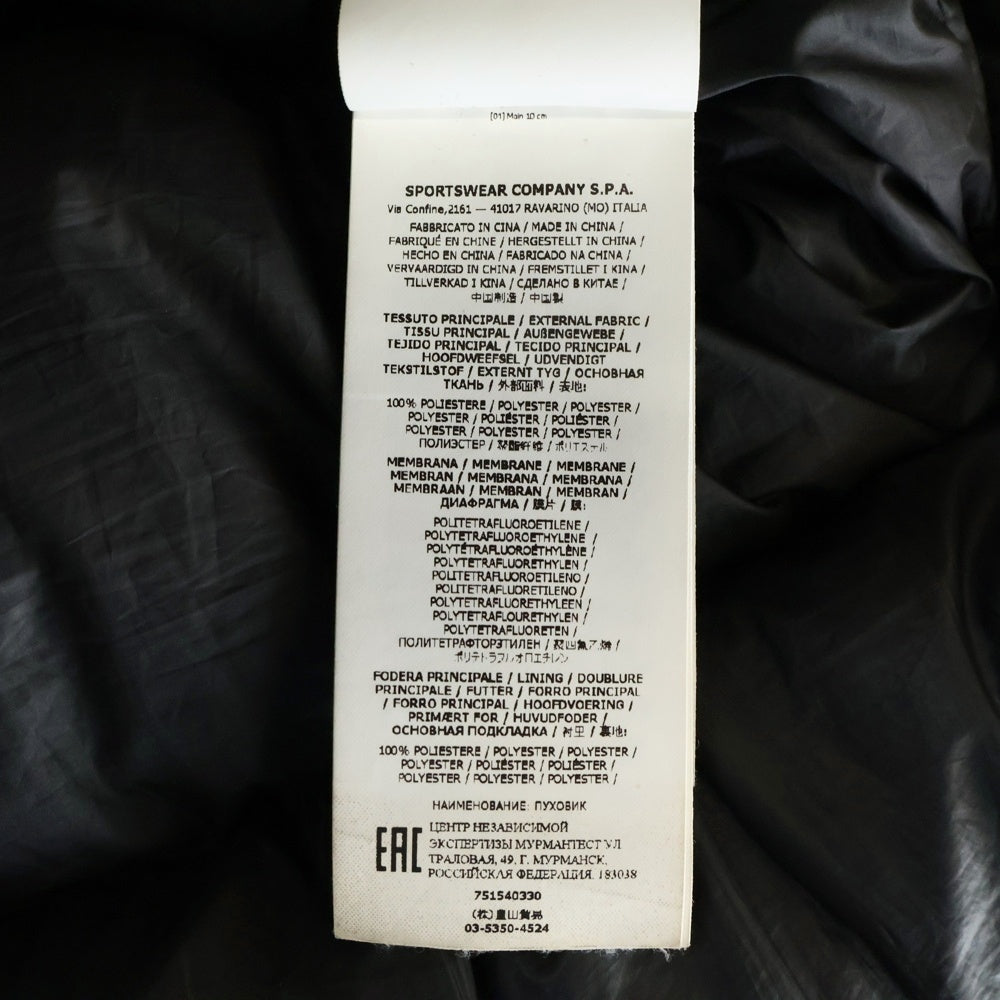 [01] Main 10 cm
SPORTSWEAR COMPANY S.P.A.
Via Confine,2161 — 41017 RAVARINO (MO) ITALIA
FABBRICATO IN CINA / MADE IN CHINA /
FABRIQUÉ EN CHINE / HERGESTELLT IN CHINA /
HECHO EN CHINA / FABRICADO NA CHINA /
VERVAARDIGD IN CHINA / FREMSTILLET I KINA /
TILLVERKAD I KINA / СДЕЛАНО В КИТАЕ /
中国制造 / 中国製
TESSUTO PRINCIPALE / EXTERNAL FABRIC /
TISSU PRINCIPAL / AUßENGEWEBE /
TEJIDO PRINCIPAL / TECIDO PRINCIPAL /
HOOFDWEEFSEL / UDVENDIGT
TEKSTILSTOF / EXTERNT TYG / ОСНОВНАЯ
ТКАНЬ / 外部面料 / 表地:
100% POLIESTERE / POLYESTER / POLYESTER /
POLYESTER / POLIÉSTER / POLIÉSTER /
POLYESTER / POLYESTER / POLYESTER /
ПОЛИЭСТЕР / 聚酯纤维 / ポリエステル
MEMBRANA / MEMBRANE / MEMBRANE /
MEMBRAN / MEMBRANA / MEMBRANA /
MEMBRAAN / MEMBRAN / MEMBRAN /
ДИАФРАГМА / 膜片 / 膜:
POLITETRAFLUOROETILENE /
POLYTETRAFLUOROETHYLENE /
POLYTÉTRAFLUOROÉTHYLÈNE /
POLYTETRAFLUOROETHYLEN /
POLITETRAFLUOROETILENO /
POLITETRAFLUORETILENO /
POLYTETRAFLUORETHYLEEN /
POLYTETRAFLOURETHYLEN /
POLYTETRAFLUORETEN /
ПОЛИТЕТРАФТОРЭТИЛЕН / 聚四氟乙烯 /
ポリテトラフルオロエチレン
FODERA PRINCIPALE / LINING / DOUBLURE
PRINCIPALE / FUTTER / FORRO PRINCIPAL
/ FORRO PRINCIPAL / HOOFDVOERING /
PRIMÆRT FOR / HUVUDFODER /
ОСНОВНАЯ ПОДКЛАДКА / 衬里 / 裏地:
100% POLIESTERE / POLYESTER / POLYESTER /
POLYESTER / POLIÉSTER / POLIÉSTER /
POLYESTER / POLYESTER / POLYESTER /
НАИМЕНОВАНИЕ: ПУХОВИК
EAC
ЦЕНТР НЕЗАВИСИМОЙ
ЭКСПЕРТИЗЫ МУРМАНТЕСТ УЛ
ТРАЛОВАЯ, 49, Г. МУРМАНСК,
РОССИЙСКАЯ ФЕДЕРАЦИЯ, 183038
751540330
(株)
03-5350-4524